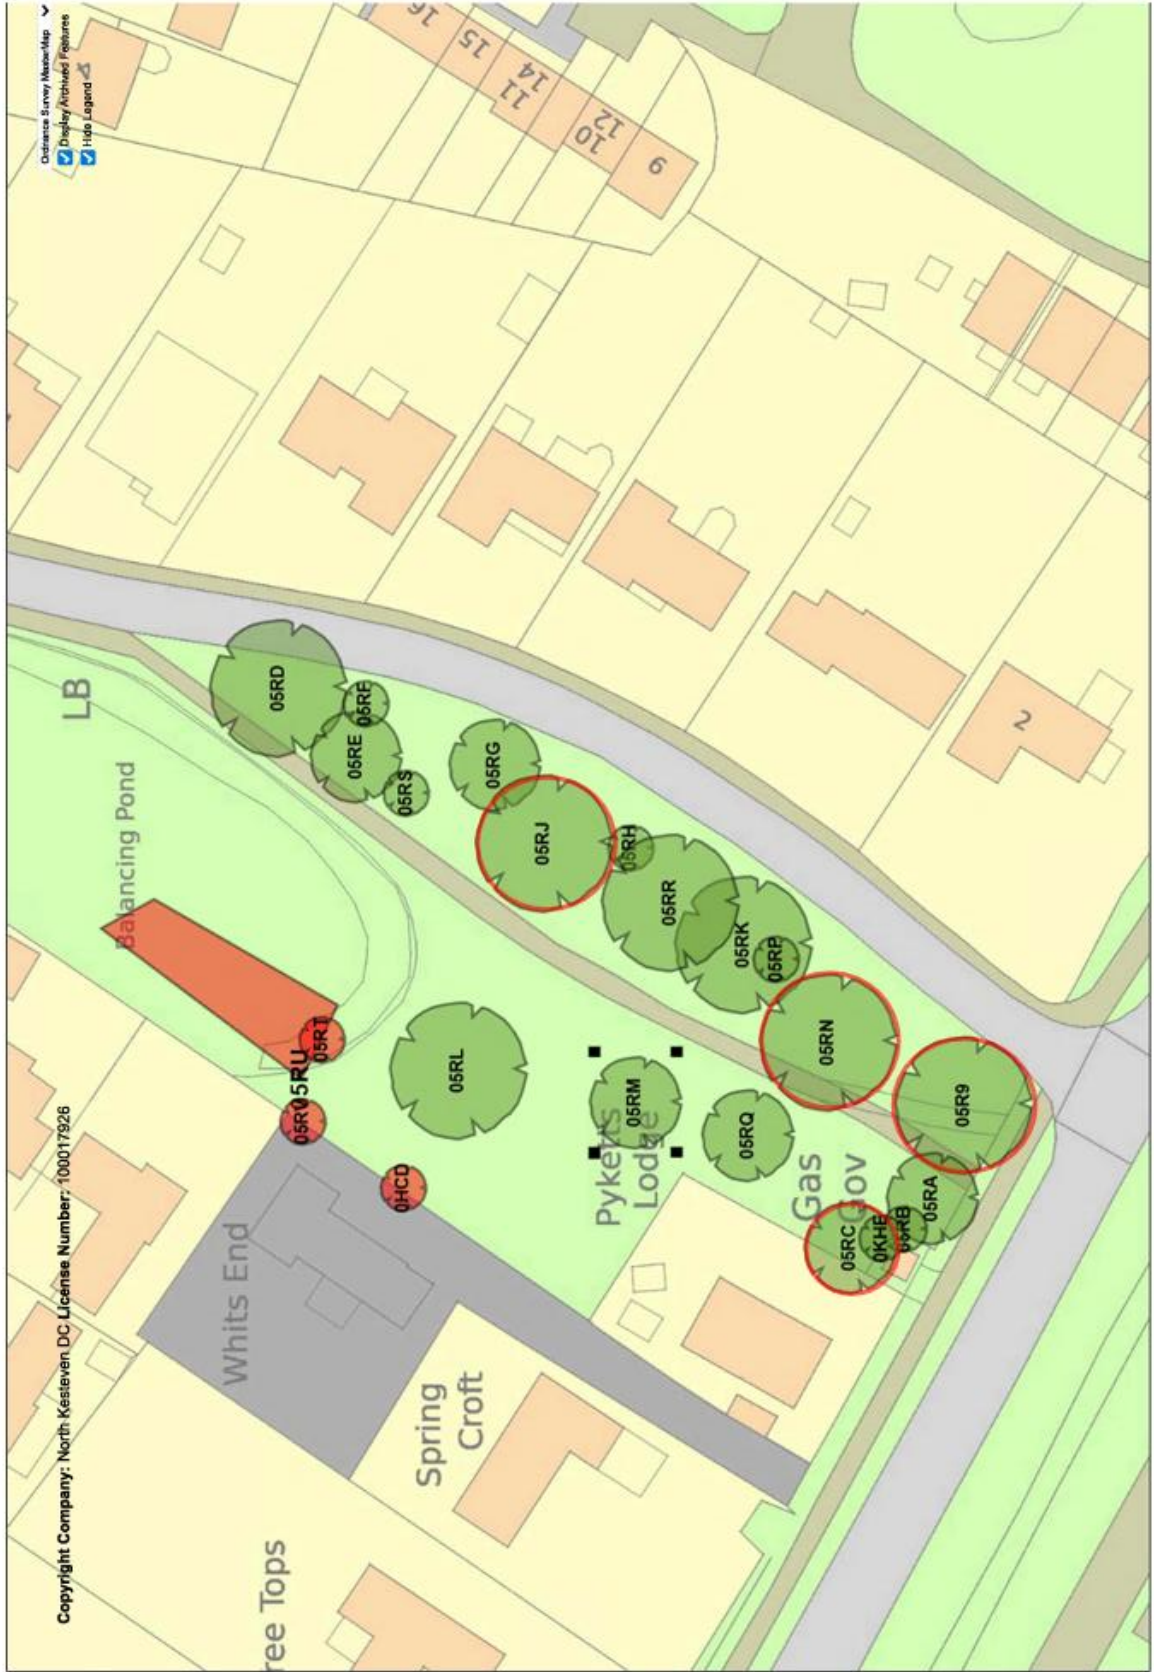 Copyright Company: North Kesteven DC License Number: 100017926
Ordnance Survey MasterMap
Display Archived Features
Hide Legend
LB
Balancing Pond
Whits End
Spring
Croft
ree Tops
Pyketts
Lodge
Gas
Gov
16
15
14
11
12
10
9
2
05RD
05RF
05RE
05RS
05RG
05RJ
05RH
05RR
05RK
05RP
05RN
05R9
05RA
05RB
0KHE
05RC
05RQ
05RM
05RL
05RT
05RU
05RV
0HCD